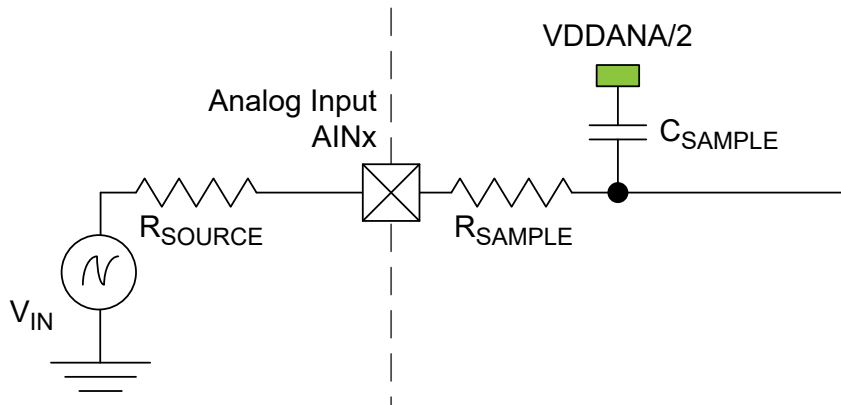 VDDANA/2
Analog Input
AINx
CSAMPLE
RSOURCE
RSAMPLE
VIN